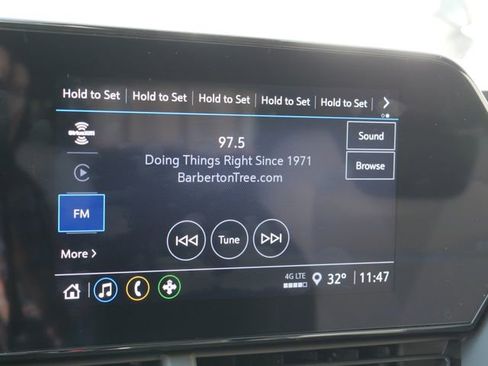 Hold to Set Hold to Set Hold to Set Hold to Set Hold to Set
SiriusXM
97.5
Sound
Doing Things Right Since 1971
Browse
BarbertonTree.com
FM
Tune
More
4G LTE
32° 11:47